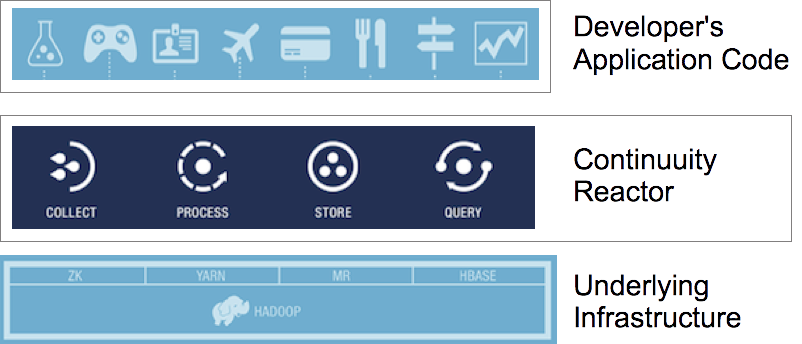 Developer's
Application Code
Continuuity
Reactor
COLLECT PROCESS STORE QUERY
ZK YARN MR HBASE
HADOOP
Underlying
Infrastructure